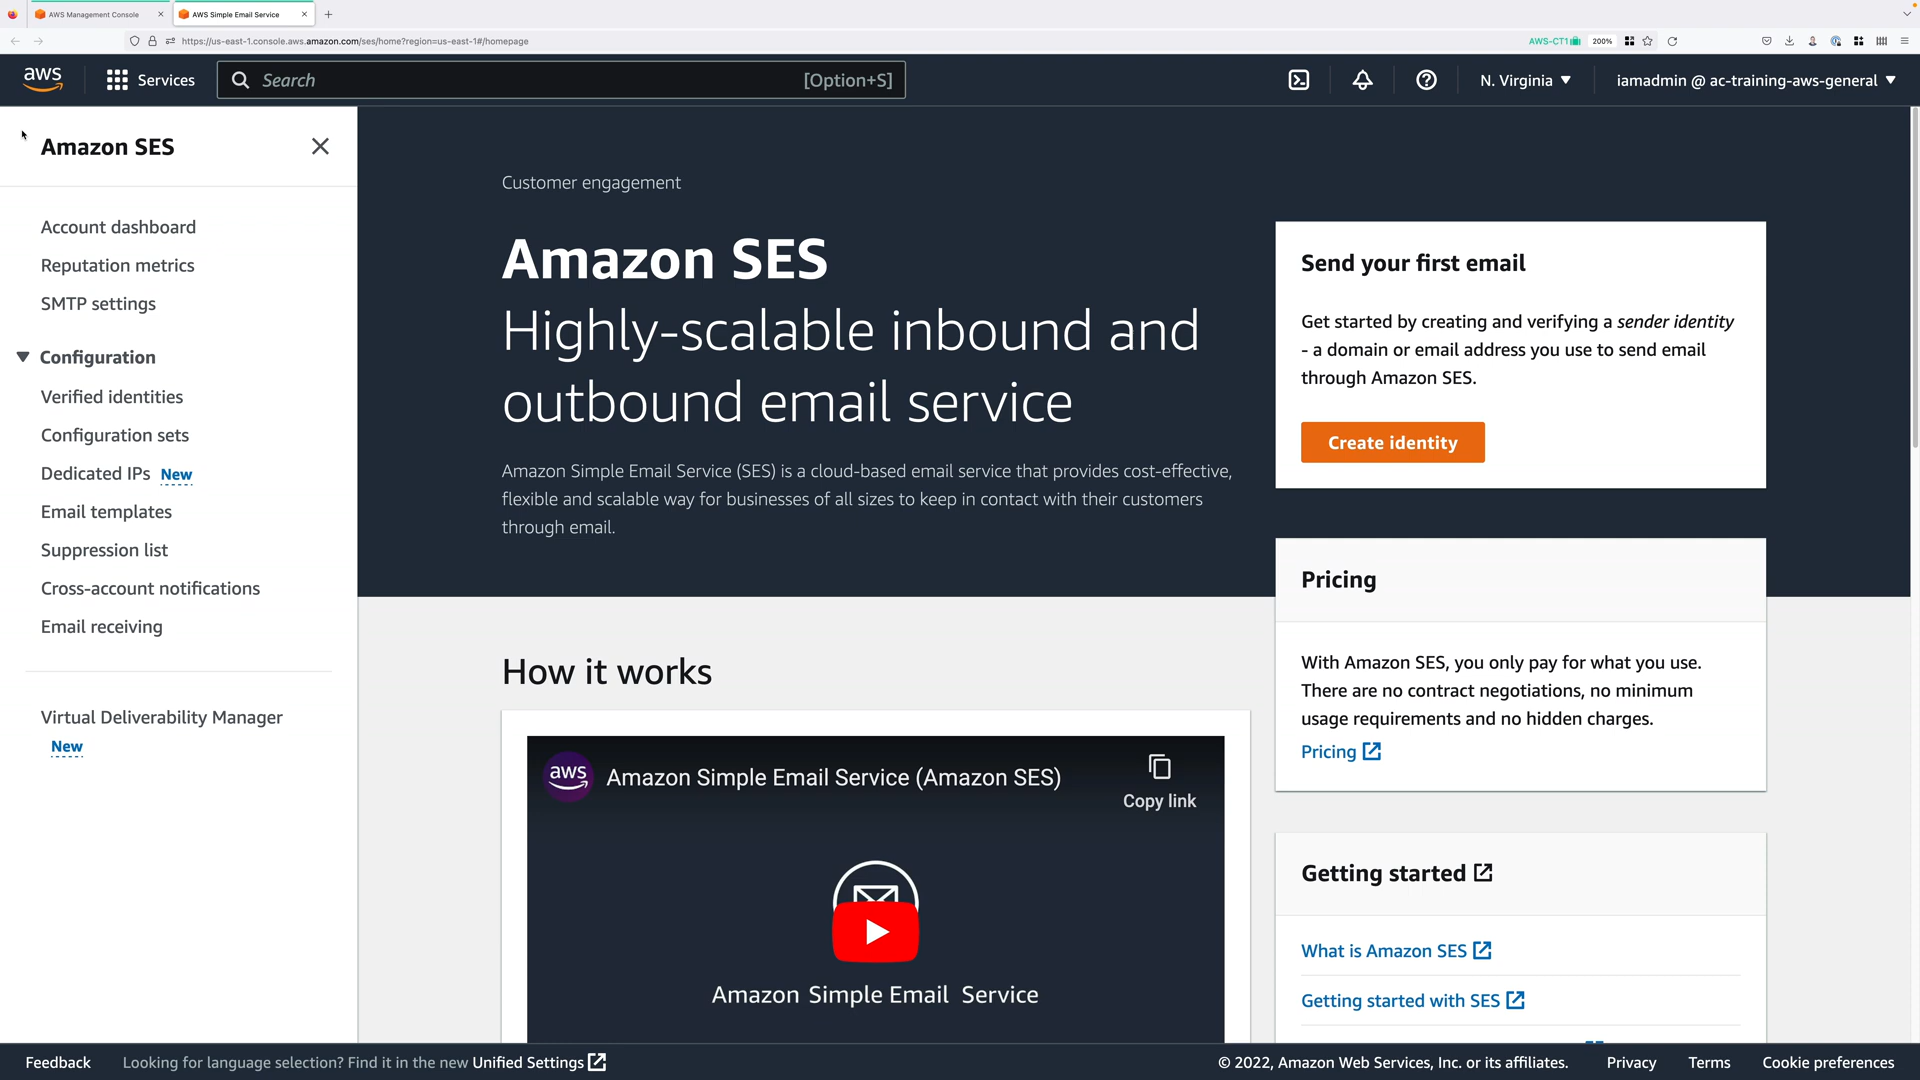 AWS Management Console
AWS Simple Email Service
https://us-east-1.console.aws.amazon.com/ses/home?region=us-east-1#/homepage
AWS-CT1
200%
aws
Services
Search
[Option+S]
N. Virginia
iamadmin @ ac-training-aws-general
Amazon SES
Account dashboard
Reputation metrics
SMTP settings
Configuration
Verified identities
Configuration sets
Dedicated IPs New
Email templates
Suppression list
Cross-account notifications
Email receiving
Virtual Deliverability Manager
New
Customer engagement
Amazon SES
Highly-scalable inbound and
outbound email service
Amazon Simple Email Service (SES) is a cloud-based email service that provides cost-effective,
flexible and scalable way for businesses of all sizes to keep in contact with their customers
through email.
Send your first email
Get started by creating and verifying a sender identity
- a domain or email address you use to send email
through Amazon SES.
Create identity
Pricing
With Amazon SES, you only pay for what you use.
There are no contract negotiations, no minimum
usage requirements and no hidden charges.
Pricing
How it works
aws
Amazon Simple Email Service (Amazon SES)
Copy link
Amazon Simple Email Service
Getting started
What is Amazon SES
Getting started with SES
Feedback
Looking for language selection? Find it in the new Unified Settings
© 2022, Amazon Web Services, Inc. or its affiliates.
Privacy
Terms
Cookie preferences